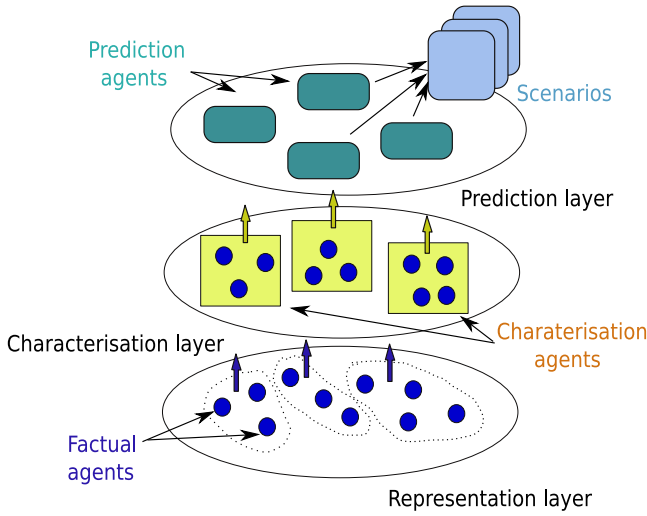 Prediction
agents
Scenarios
Prediction layer
Characterisation layer
Charaterisation
agents
Factual
agents
Representation layer